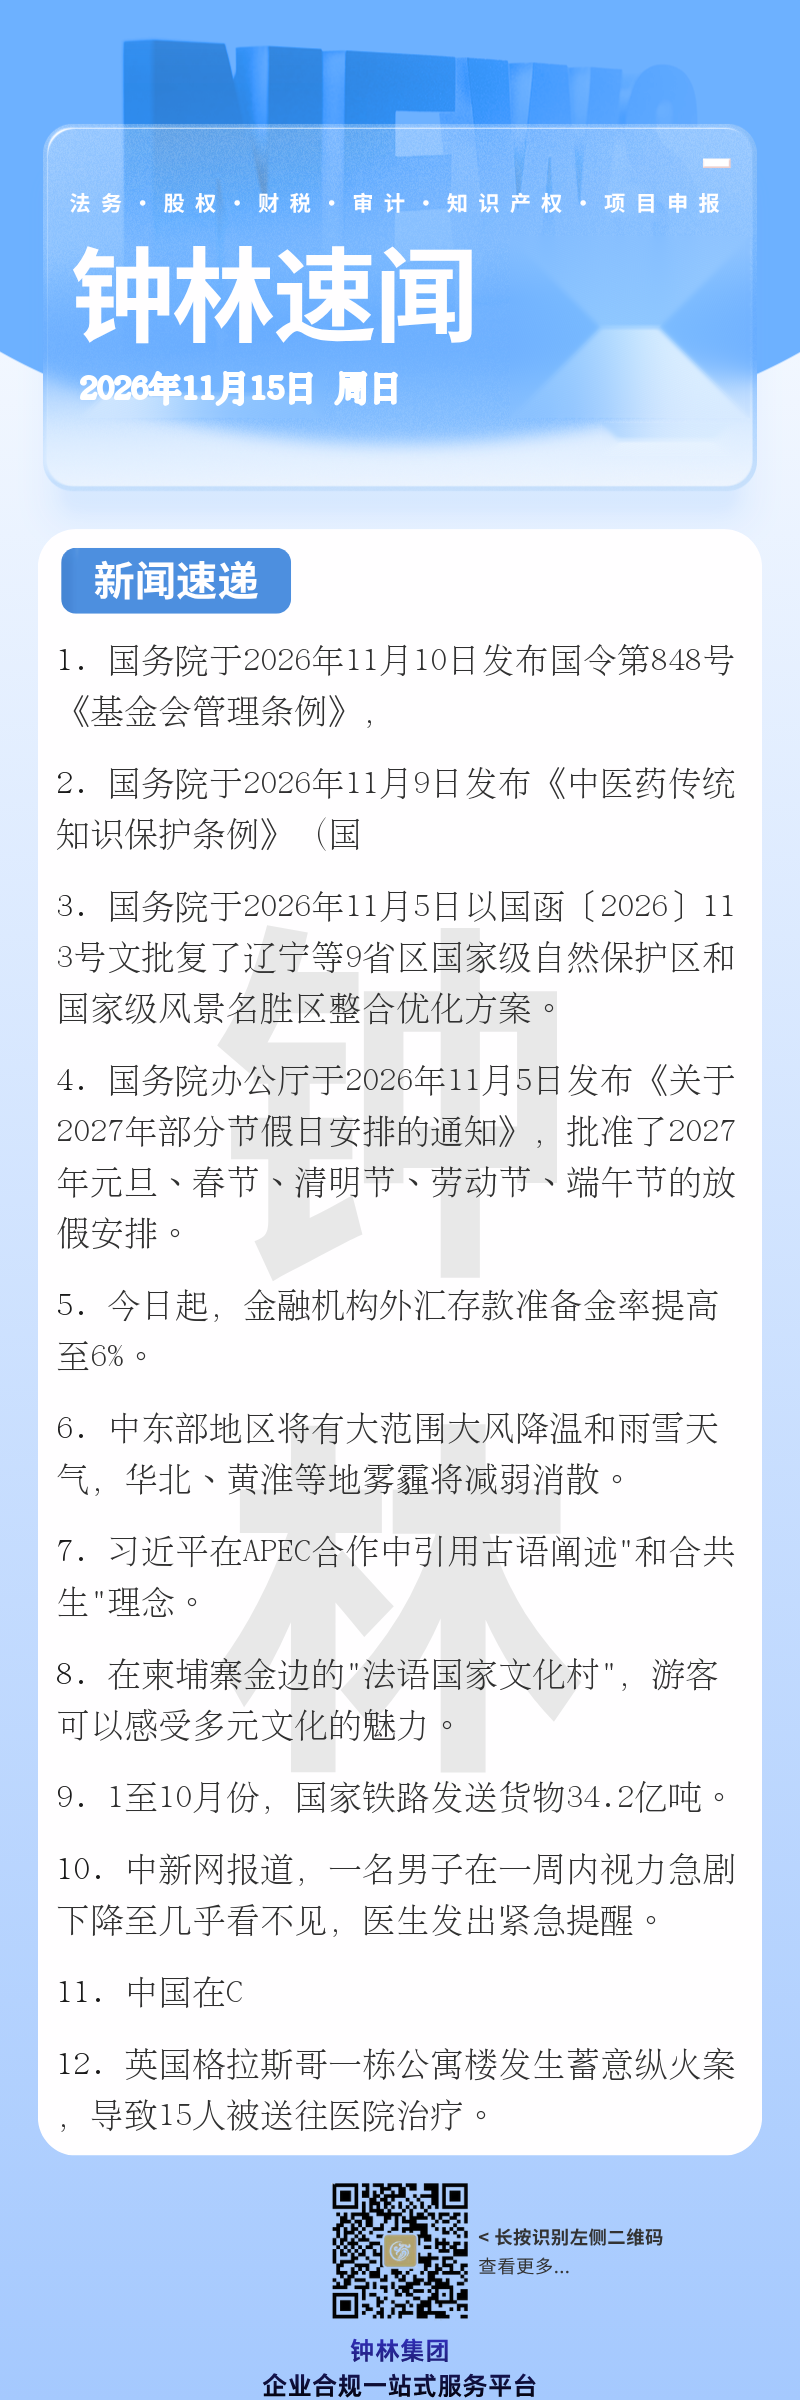 NEWS
法务·股权·财税·审计·知识产权·项目申报
钟林速闻
2026年11月15日 周日
新闻速递
1. 国务院于2026年11月10日发布国令第848号
《基金会管理条例》,
2. 国务院于2026年11月9日发布《中医药传统
知识保护条例》（国
3. 国务院于2026年11月5日以国函〔2026〕11
3号文批复了辽宁等9省区国家级自然保护区和
国家级风景名胜区整合优化方案。
4. 国务院办公厅于2026年11月5日发布《关于
2027年部分节假日安排的通知》, 批准了2027
年元旦、春节、清明节、劳动节、端午节的放
假安排。
5. 今日起, 金融机构外汇存款准备金率提高
至6%。
6. 中东部地区将有大范围大风降温和雨雪天
气, 华北、黄淮等地雾霾将减弱消散。
7. 习近平在APEC合作中引用古语阐述"和合共
生"理念。
8. 在柬埔寨金边的"法语国家文化村", 游客
可以感受多元文化的魅力。
9. 1至10月份, 国家铁路发送货物34.2亿吨。
10. 中新网报道, 一名男子在一周内视力急剧
下降至几乎看不见, 医生发出紧急提醒。
11. 中国在C
12. 英国格拉斯哥一栋公寓楼发生蓄意纵火案
, 导致15人被送往医院治疗。
钟
林
< 长按识别左侧二维码
查看更多...
钟林集团
企业合规一站式服务平台